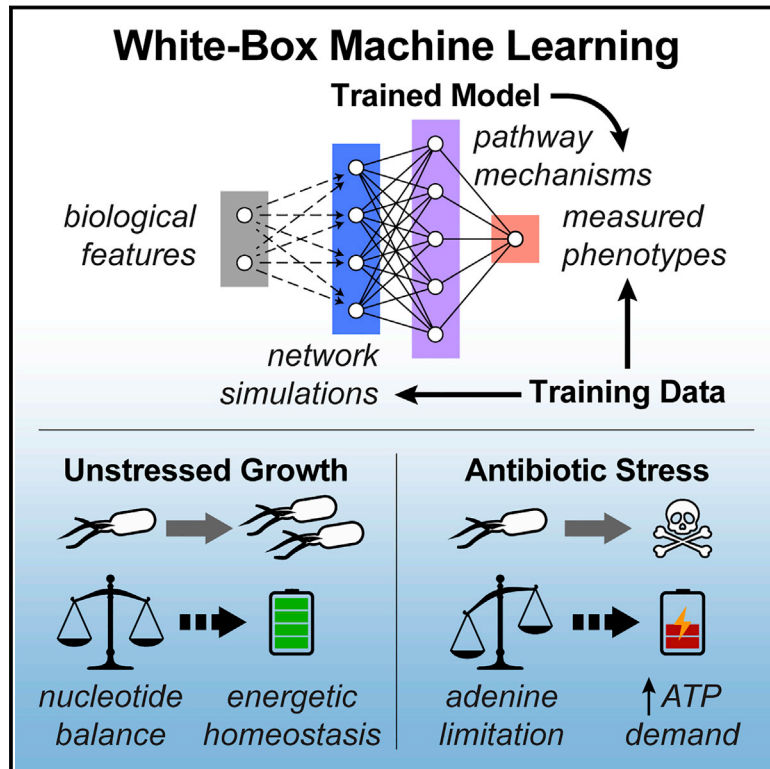 White-Box Machine Learning
Trained Model
pathway
mechanisms
biological
features
measured
phenotypes
network
simulations
Training Data
Unstressed Growth
Antibiotic Stress
nucleotide
balance
energetic
homeostasis
adenine
limitation
↑ ATP
demand